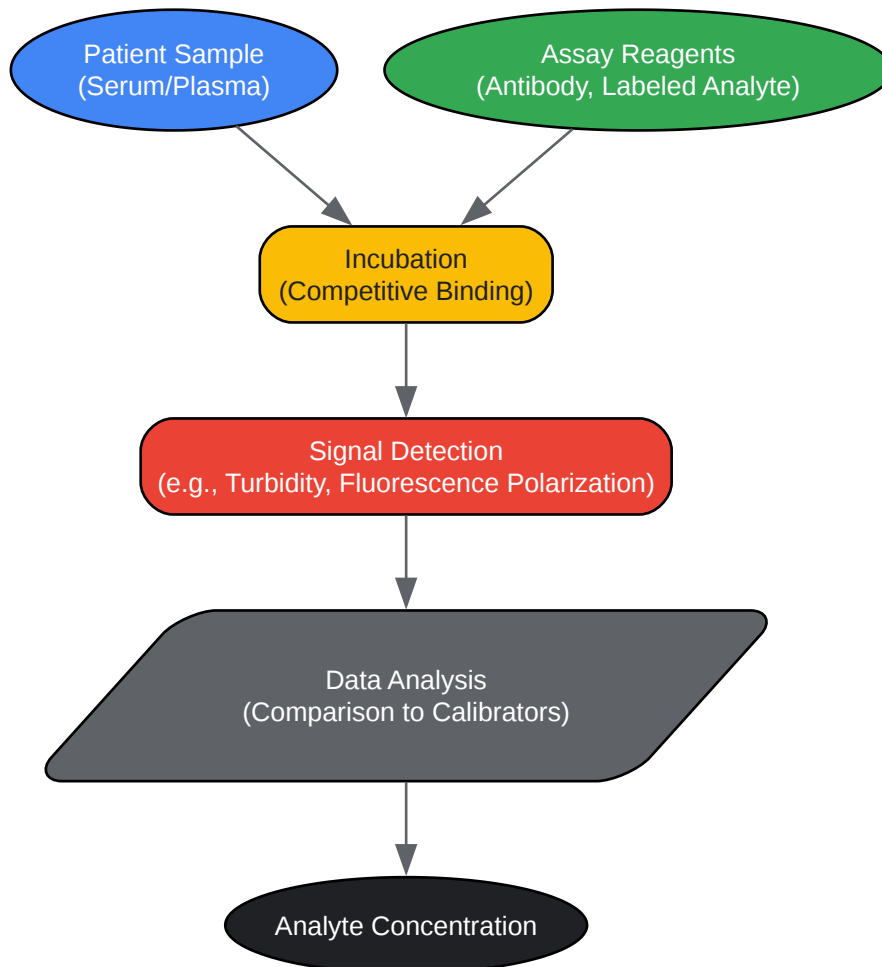 Patient Sample
(Serum/Plasma)
Assay Reagents
(Antibody, Labeled Analyte)
Incubation
(Competitive Binding)
Signal Detection
(e.g., Turbidity, Fluorescence Polarization)
Data Analysis
(Comparison to Calibrators)
Analyte Concentration